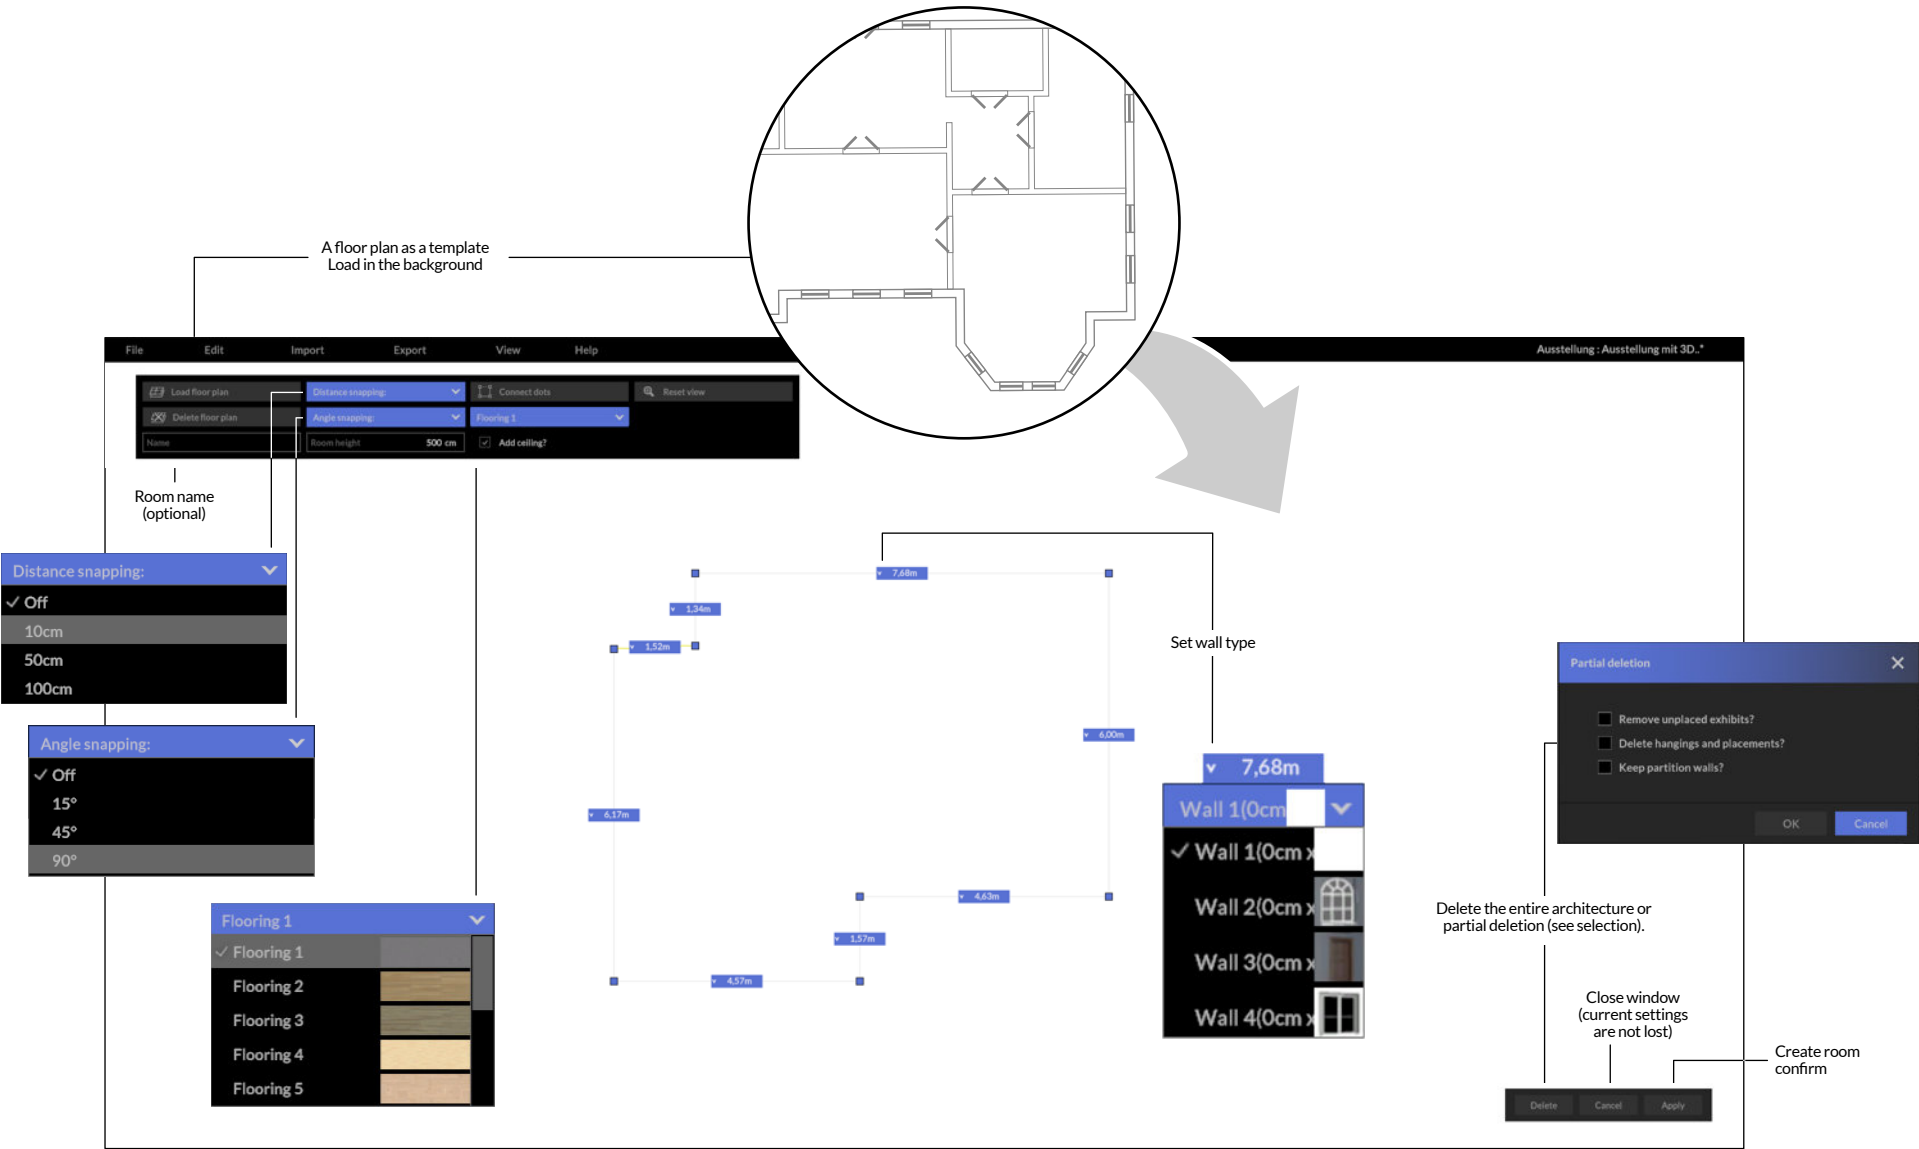 A floor plan as a template
Load in the background
File Edit Import Export View Help
Ausstellung : Ausstellung mit 3D..*
Load floor plan Distance snapping: Connect dots Reset view
Delete floor plan Angle snapping: Flooring 1
Name Room height 500 cm Add ceiling?
Room name
(optional)
Distance snapping:
Off
10cm
50cm
100cm
Angle snapping:
Off
15°
45°
90°
Flooring 1
Flooring 1
Flooring 2
Flooring 3
Flooring 4
Flooring 5
7,68m
1,34m
1,52m
6,00m
6,17m
4,63m
1,57m
4,57m
Set wall type
7,68m
Wall 1(0cm
Wall 1(0cm x
Wall 2(0cm x
Wall 3(0cm x
Wall 4(0cm x
Partial deletion
Remove unplaced exhibits?
Delete hangings and placements?
Keep partition walls?
OK Cancel
Delete the entire architecture or
partial deletion (see selection).
Close window
(current settings
are not lost)
Create room
confirm
Delete Cancel Apply